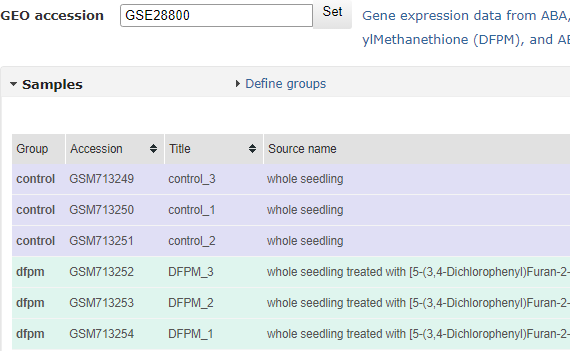 GEO accession GSE28800 Set Gene expression data from ABA,
ylMethanethione (DFPM), and
Samples Define groups
Group Accession Title Source name
control GSM713249 control_3 whole seedling
control GSM713250 control_1 whole seedling
control GSM713251 control_2 whole seedling
dfpm GSM713252 DFPM_3 whole seedling treated with [5-(3,4-Dichlorophenyl)Furan-2-
dfpm GSM713253 DFPM_2 whole seedling treated with [5-(3,4-Dichlorophenyl)Furan-2-
dfpm GSM713254 DFPM_1 whole seedling treated with [5-(3,4-Dichlorophenyl)Furan-2-